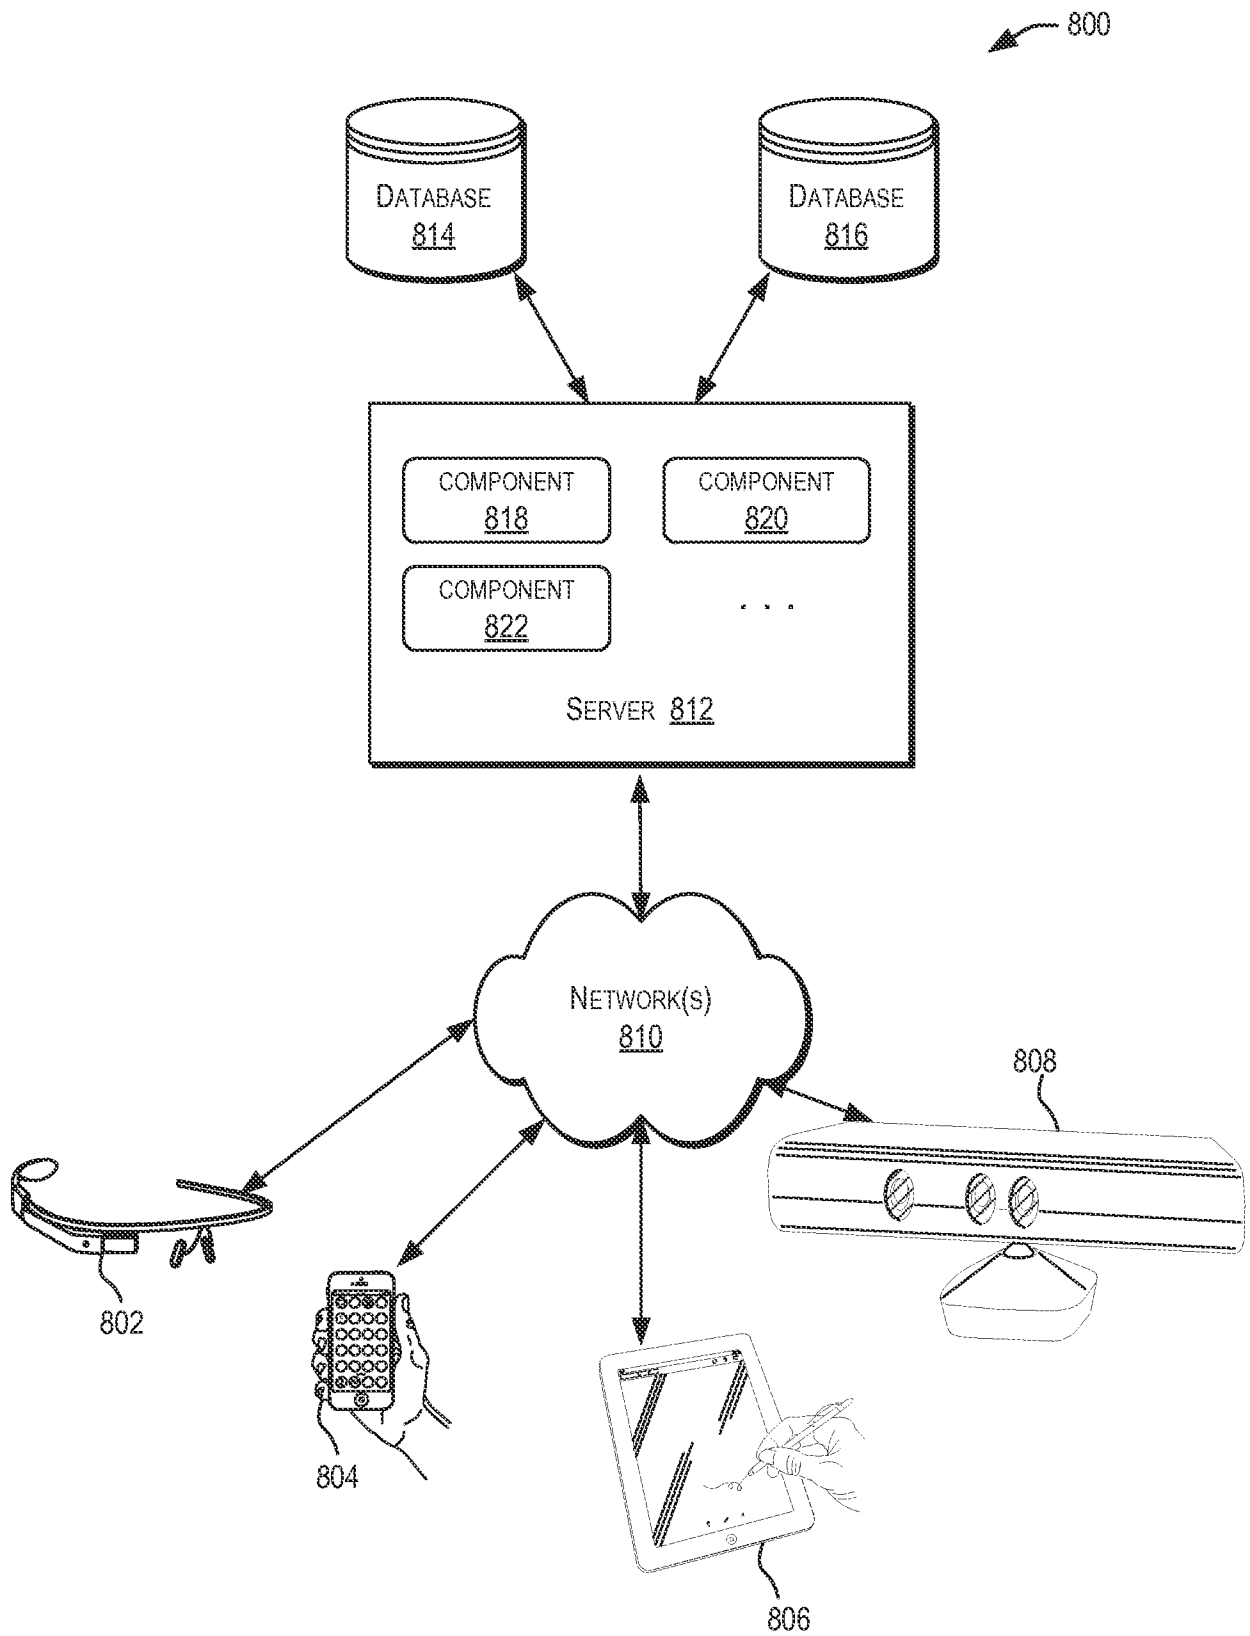 800
DATABASE
814
DATABASE
816
COMPONENT
818
COMPONENT
820
COMPONENT
822
. . .
SERVER 812
NETWORK(S)
810
808
802
804
806